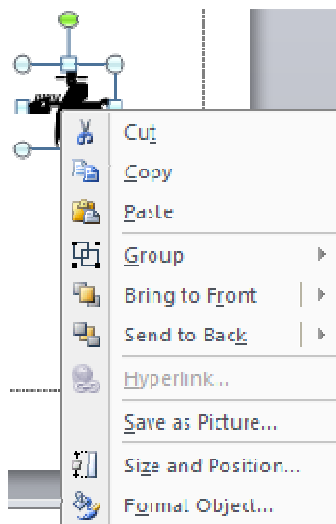 Cut
Copy
Paste
Group
Bring to Front
Send to Back
Hyperlink...
Save as Picture...
Size and Position...
Format Object...